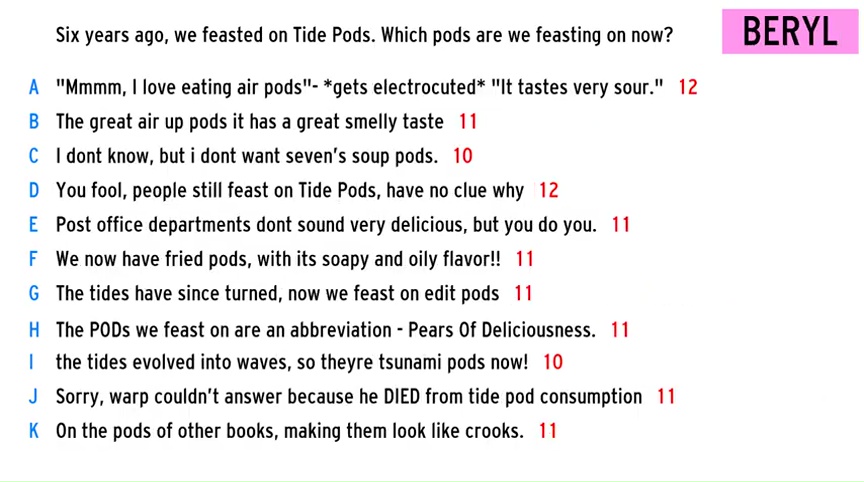 Six years ago, we feasted on Tide Pods. Which pods are we feasting on now?
BERYL
A "Mmmm, I love eating air pods"- *gets electrocuted* "It tastes very sour." 12
B The great air up pods it has a great smelly taste 11
C I dont know, but i dont want seven's soup pods. 10
D You fool, people still feast on Tide Pods, have no clue why 12
E Post office departments dont sound very delicious, but you do you. 11
F We now have fried pods, with its soapy and oily flavor!! 11
G The tides have since turned, now we feast on edit pods 11
H The PODs we feast on are an abbreviation - Pears Of Deliciousness. 11
I the tides evolved into waves, so theyre tsunami pods now! 10
J Sorry, warp couldn't answer because he DIED from tide pod consumption 11
K On the pods of other books, making them look like crooks. 11